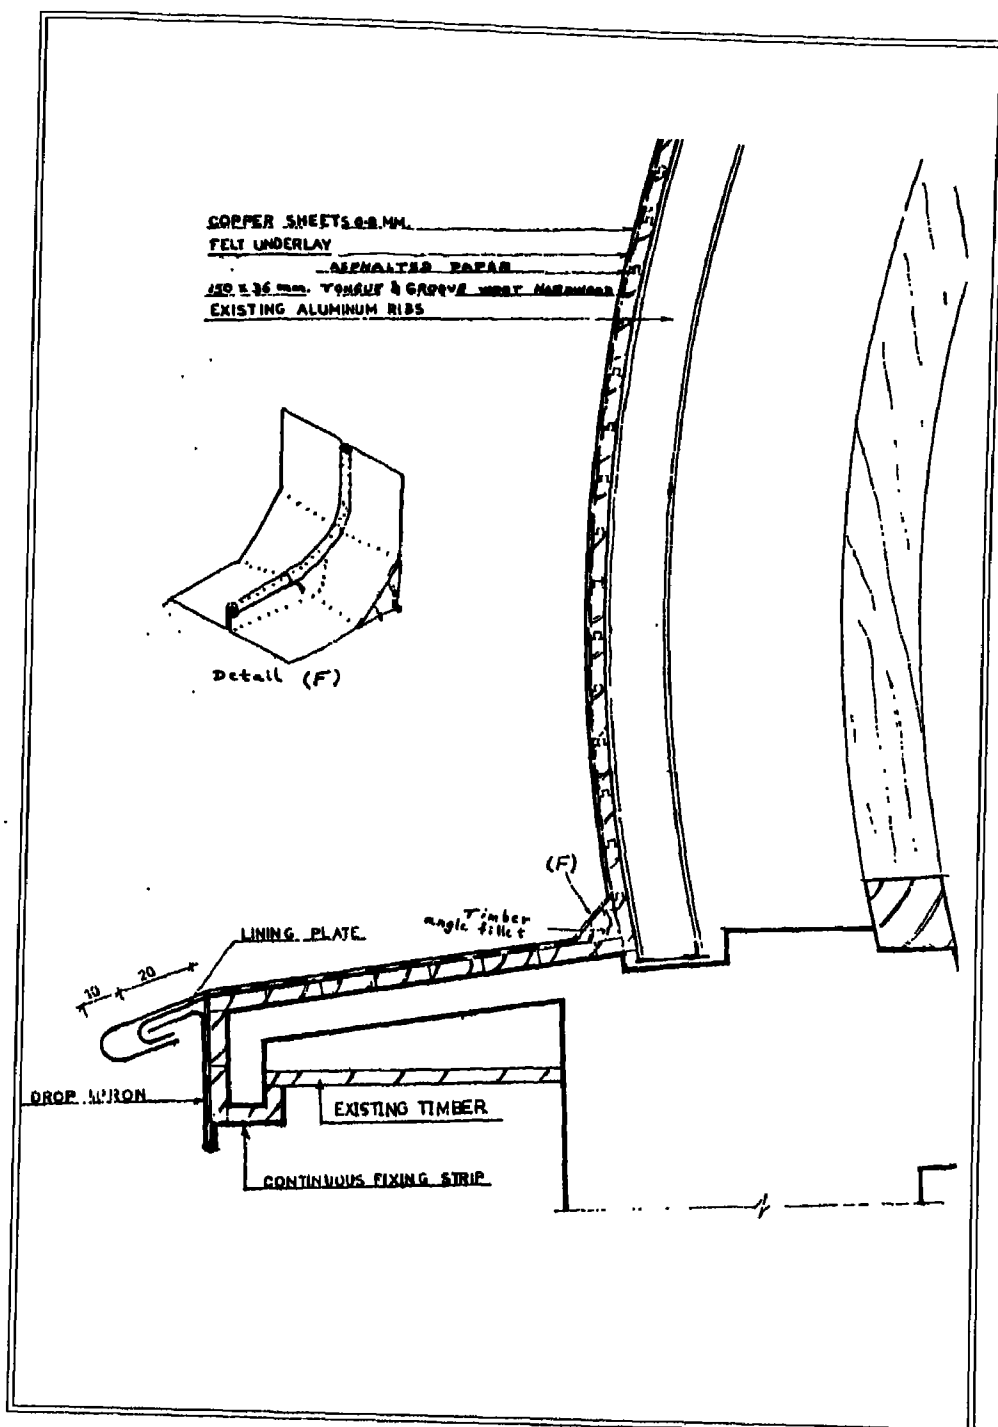 COPPER SHEETS 0.8 MM.
FELT UNDERLAY
ASPHALTED PAPER
150 x 36 mm. TONGUE & GROOVE WORT HARDWOOD
EXISTING ALUMINUM RIBS
Detail (F)
(F)
Timber
angle fillet
LINING PLATE
10 20
DROP APRON
EXISTING TIMBER
CONTINUOUS FIXING STRIP